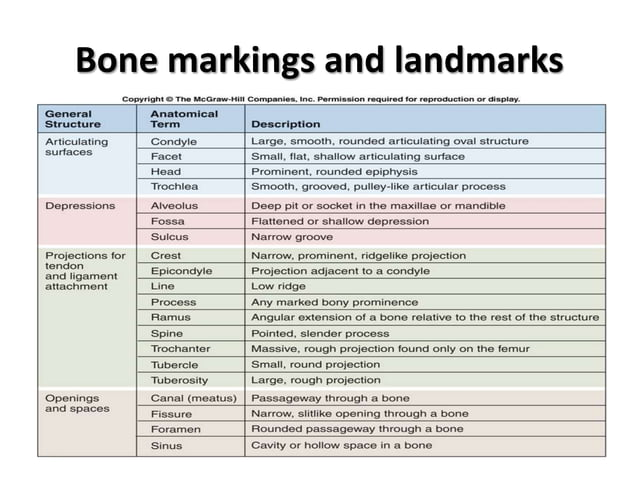 Bone markings and landmarks
Copyright © The McGraw-Hill Companies, Inc. Permission required for reproduction or display.
General Structure Anatomical Term Description
Articulating surfaces Condyle Large, smooth, rounded articulating oval structure
Facet Small, flat, shallow articulating surface
Head Prominent, rounded epiphysis
Trochlea Smooth, grooved, pulley-like articular process
Depressions Alveolus Deep pit or socket in the maxillae or mandible
Fossa Flattened or shallow depression
Sulcus Narrow groove
Projections for tendon and ligament attachment Crest Narrow, prominent, ridgelike projection
Epicondyle Projection adjacent to a condyle
Line Low ridge
Process Any marked bony prominence
Ramus Angular extension of a bone relative to the rest of the structure
Spine Pointed, slender process
Trochanter Massive, rough projection found only on the femur
Tubercle Small, round projection
Tuberosity Large, rough projection
Openings and spaces Canal (meatus) Passageway through a bone
Fissure Narrow, slitlike opening through a bone
Foramen Rounded passageway through a bone
Sinus Cavity or hollow space in a bone